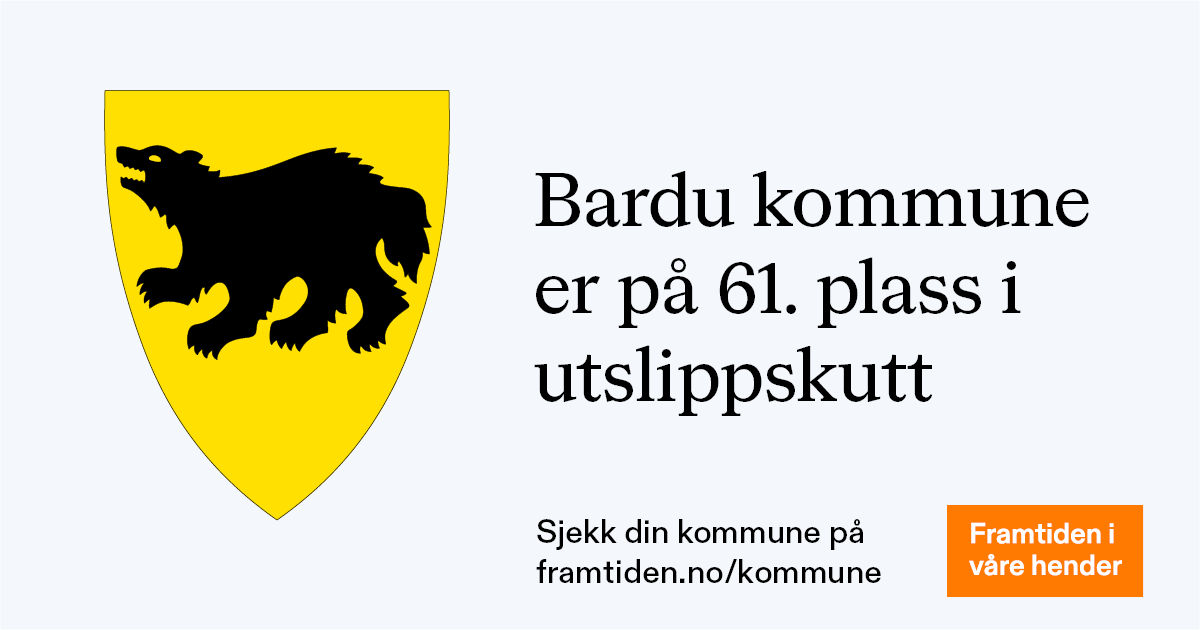 Bardu kommune
er på 61. plass i
utslippskutt
Sjekk din kommune på
framtiden.no/kommune
Framtiden i
våre hender